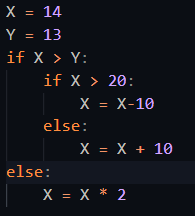 X = 14
Y = 13
if X > Y:
    if X > 20:
        X = X-10
    else:
        X = X + 10
else:
    X = X * 2